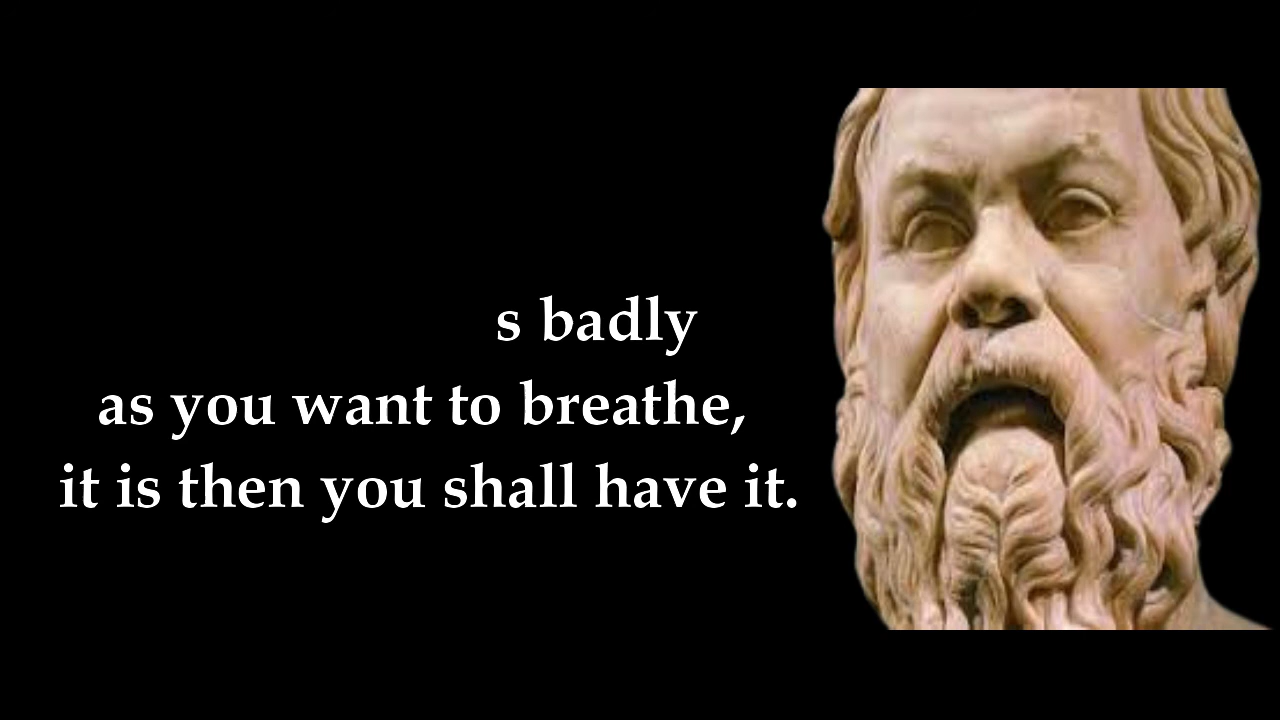 s badly
as you want to breathe,
it is then you shall have it.